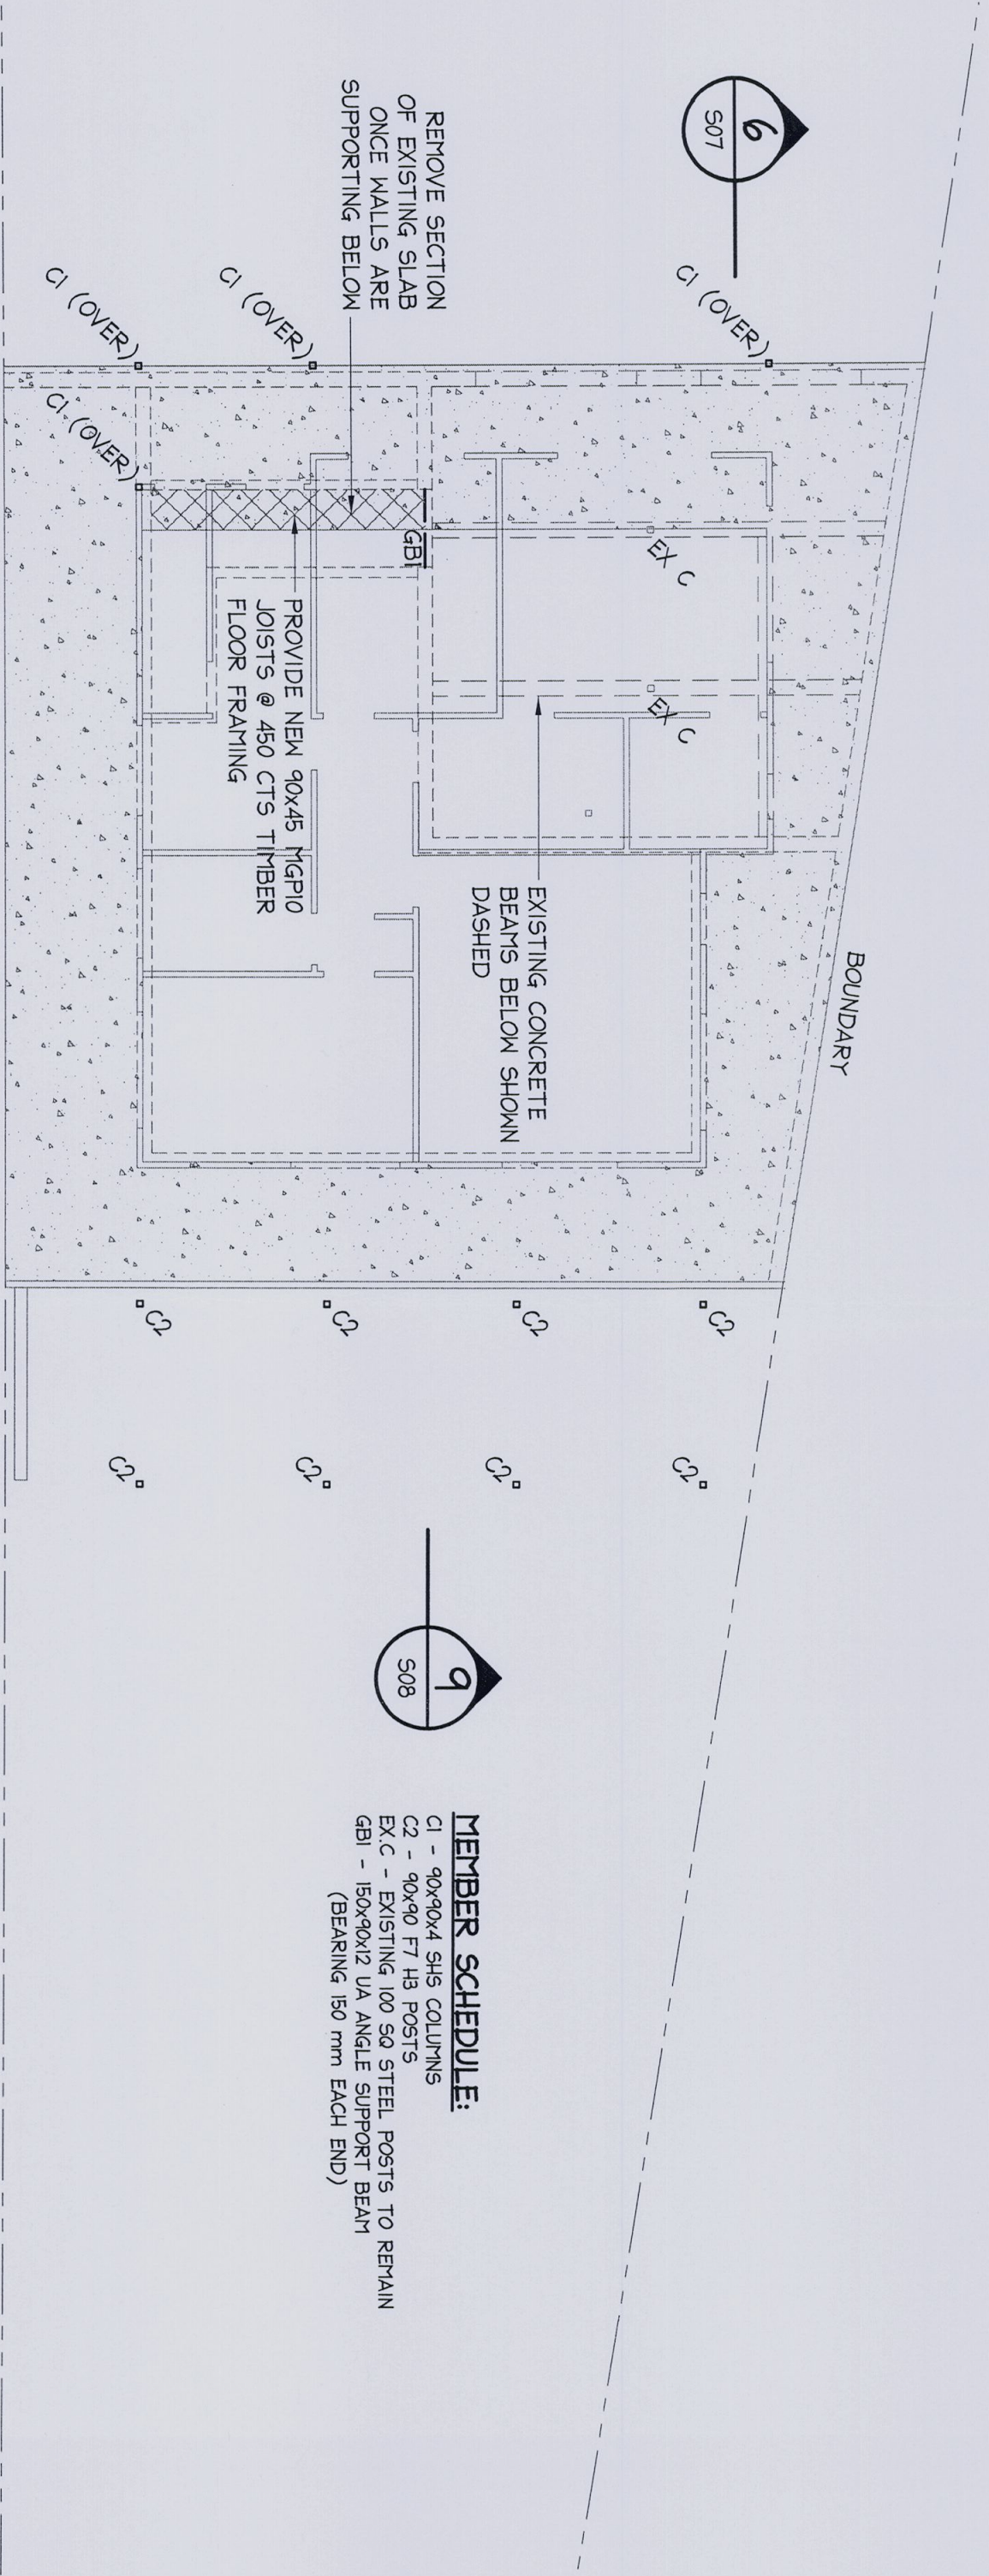 6
S07
REMOVE SECTION
OF EXISTING SLAB
ONCE WALLS ARE
SUPPORTING BELOW
C1 (OVER)
C1 (OVER)
C1 (OVER)
C1 (OVER)
GB1
EX C
EX C
PROVIDE NEW 90x45 MGP10
JOISTS @ 450 CTS TIMBER
FLOOR FRAMING
EXISTING CONCRETE
BEAMS BELOW SHOWN
DASHED
BOUNDARY
C2
C2
C2
C2
C2
C2
C2
C2
9
S08
MEMBER SCHEDULE:
C1 - 90x90x4 SHS COLUMNS
C2 - 90x90 F7 H3 POSTS
EX.C - EXISTING 100 SQ STEEL POSTS TO REMAIN
GB1 - 150x90x12 UA ANGLE SUPPORT BEAM
(BEARING 150 mm EACH END)